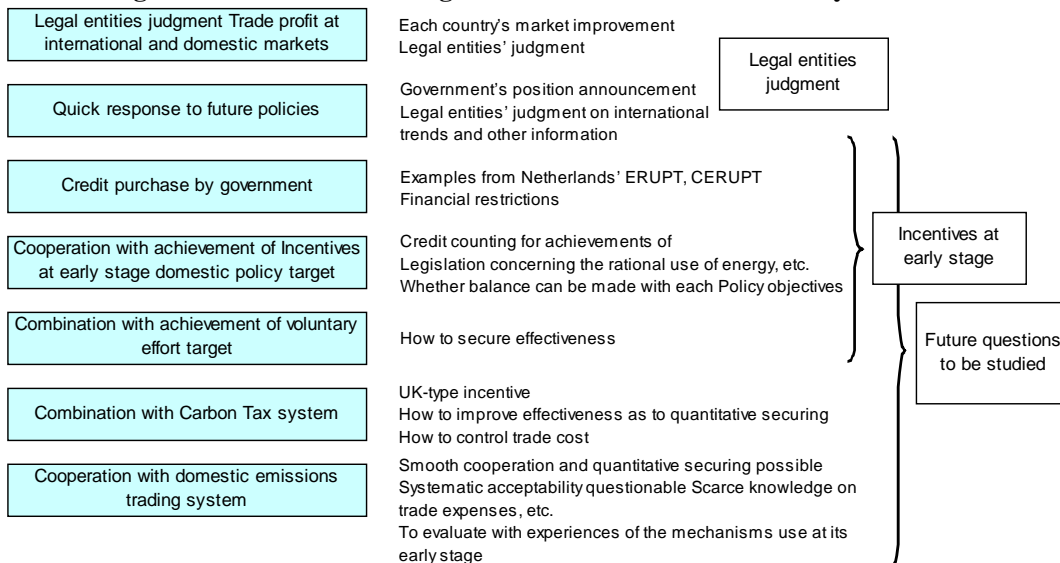 Legal entities judgment Trade profit at
international and domestic markets
Each country's market improvement
Legal entities' judgment
Legal entities
judgment
Quick response to future policies
Government's position announcement
Legal entities' judgment on international
trends and other information
Credit purchase by government
Examples from Netherlands' ERUPT, CERUPT
Financial restrictions
Cooperation with achievement of Incentives
at early stage domestic policy target
Credit counting for achievements of
Legislation concerning the rational use of energy, etc.
Whether balance can be made with each Policy objectives
Incentives at
early stage
Combination with achievement of voluntary
effort target
How to secure effectiveness
Future questions
to be studied
Combination with Carbon Tax system
UK-type incentive
How to improve effectiveness as to quantitative securing
How to control trade cost
Cooperation with domestic emissions
trading system
Smooth cooperation and quantitative securing possible
Systematic acceptability questionable Scarce knowledge on
trade expenses, etc.
To evaluate with experiences of the mechanisms use at its
early stage